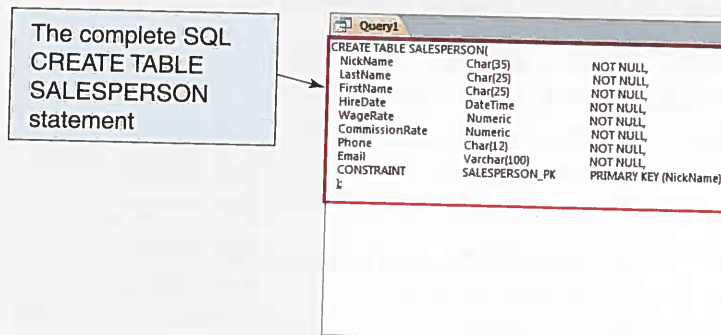 The complete SQL
CREATE TABLE
SALESPERSON
statement
Query1
CREATE TABLE SALESPERSON(
NickName Char(35) NOT NULL,
LastName Char(25) NOT NULL,
FirstName Char(25) NOT NULL,
HireDate DateTime NOT NULL,
WageRate Numeric NOT NULL,
CommissionRate Numeric NOT NULL,
Phone Char(12) NOT NULL,
Email Varchar(100) NOT NULL,
CONSTRAINT SALESPERSON_PK PRIMARY KEY (NickName)
);